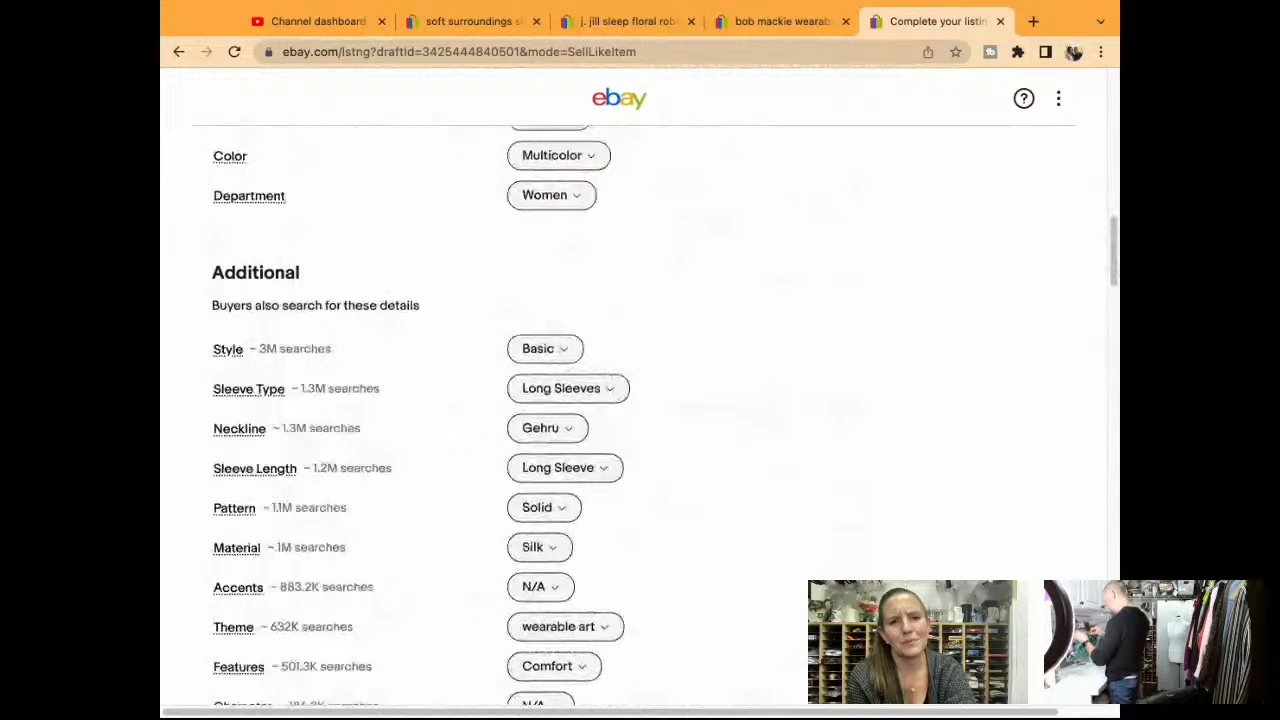 Channel dashboard
soft surroundings s
j. jill sleep floral rob
bob mackie wearab
Complete your listin
ebay.com/lstng?draftId=3425444840501&mode=SellLikeItem
ebay
Color Multicolor
Department Women
Additional
Buyers also search for these details
Style ~ 3M searches Basic
Sleeve Type ~ 1.3M searches Long Sleeves
Neckline ~ 1.3M searches Gehru
Sleeve Length ~ 1.2M searches Long Sleeve
Pattern ~ 1.1M searches Solid
Material ~ 1M searches Silk
Accents ~ 883.2K searches N/A
Theme ~ 632K searches wearable art
Features ~ 501.3K searches Comfort
N/A